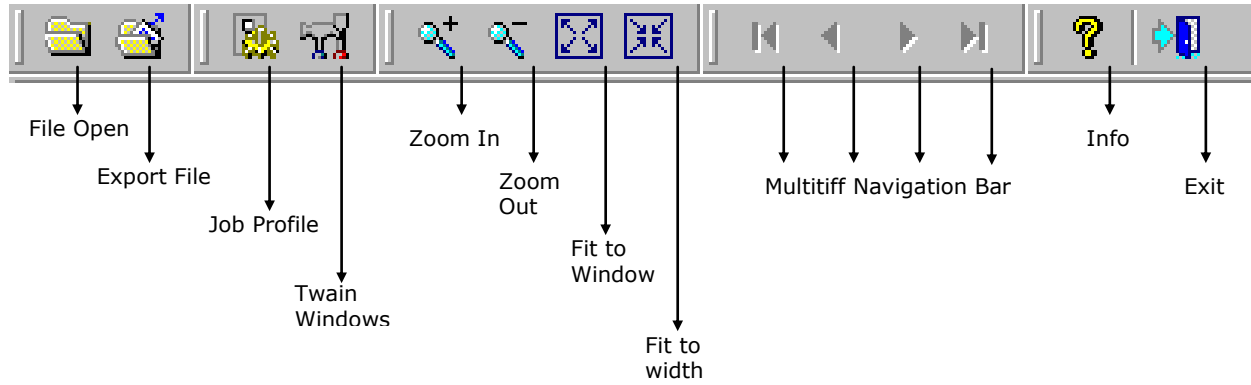 File Open
Export File
Job Profile
Twain
Windows
Zoom In
Zoom
Out
Fit to
Window
Fit to
width
Multitiff Navigation Bar
Info
Exit